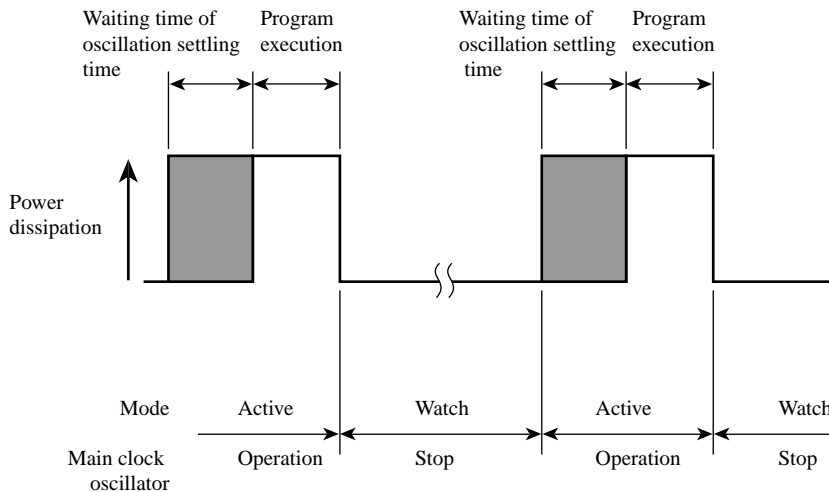 Waiting time of
oscillation settling
time
Program
execution
Waiting time of
oscillation settling
time
Program
execution
Power
dissipation
Mode Active Watch Active Watch
Main clock
oscillator
Operation Stop Operation Stop